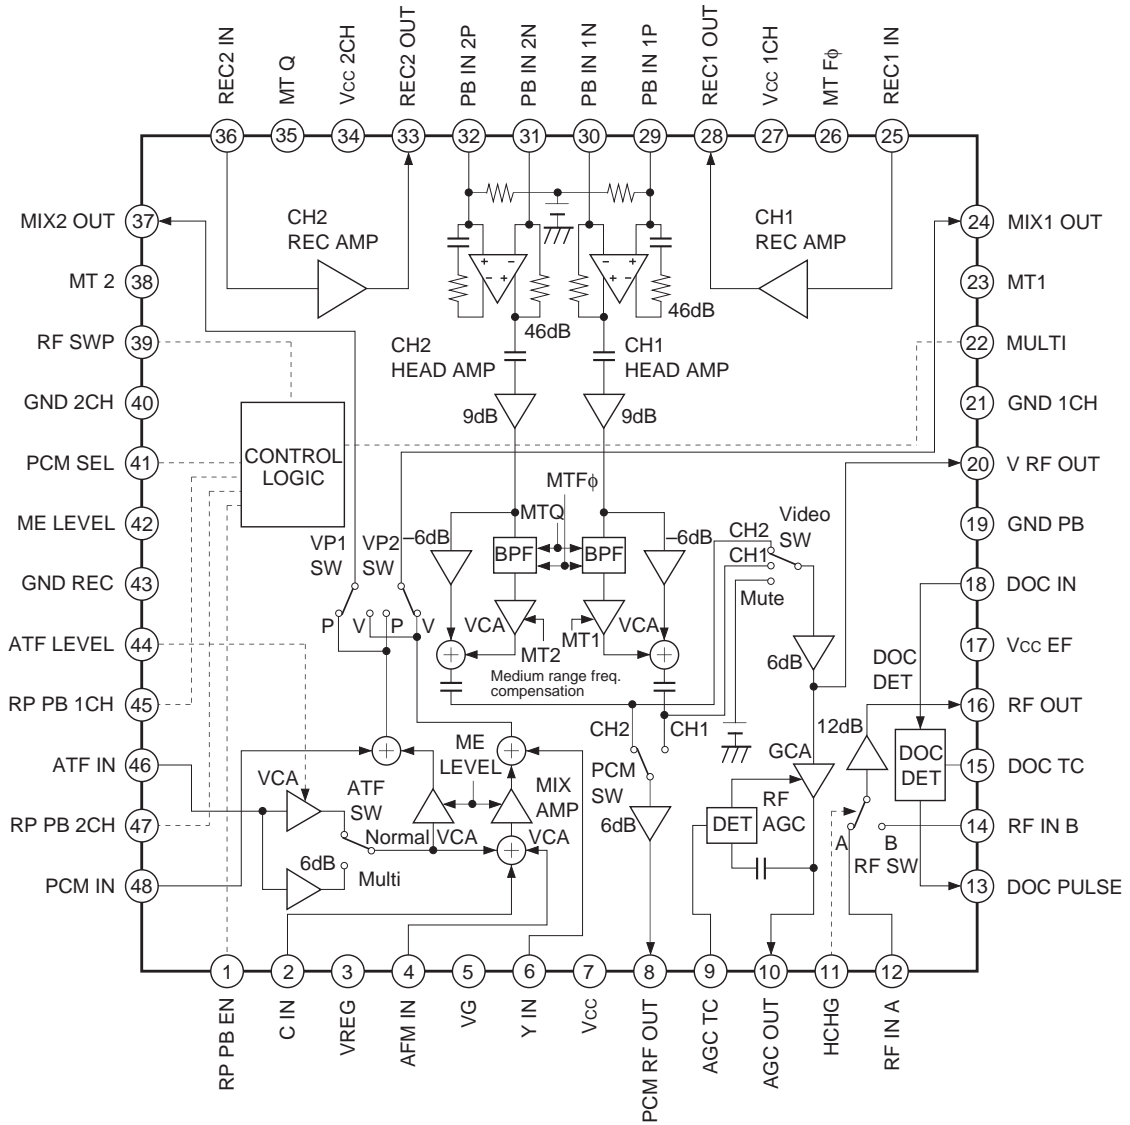 REC2 IN
MT Q
Vcc 2CH
REC2 OUT
PB IN 2P
PB IN 2N
PB IN 1N
PB IN 1P
REC1 OUT
Vcc 1CH
MT Fφ
REC1 IN
36
35
34
33
32
31
30
29
28
27
26
25
MIX2 OUT
37
MT 2
38
RF SWP
39
GND 2CH
40
PCM SEL
41
ME LEVEL
42
GND REC
43
ATF LEVEL
44
RP PB 1CH
45
ATF IN
46
RP PB 2CH
47
PCM IN
48
24
MIX1 OUT
23
MT1
22
MULTI
21
GND 1CH
20
V RF OUT
19
GND PB
18
DOC IN
17
Vcc EF
16
RF OUT
15
DOC TC
14
RF IN B
13
DOC PULSE
CH2
REC AMP
CH1
REC AMP
+
−
−
+
−
+
+
−
46dB
46dB
CH2
HEAD AMP
CH1
HEAD AMP
9dB
9dB
CONTROL
LOGIC
MTFφ
MTQ
–6dB
–6dB
BPF
BPF
VCA
VCA
MT2
MT1
+
+
Medium range freq.
compensation
VP1
SW
VP2
SW
P
V
P
V
CH2
CH1
Mute
Video
SW
6dB
DOC
DET
DOC
DET
12dB
GCA
CH2
CH1
PCM
SW
6dB
RF
AGC
DET
A
B
RF SW
+
+
ME
LEVEL
MIX
AMP
VCA
VCA
+
VCA
ATF
SW
Normal
Multi
6dB
1
2
3
4
5
6
7
8
9
10
11
12
RP PB EN
C IN
VREG
AFM IN
VG
Y IN
Vcc
PCM RF OUT
AGC TC
AGC OUT
HCHG
RF IN A